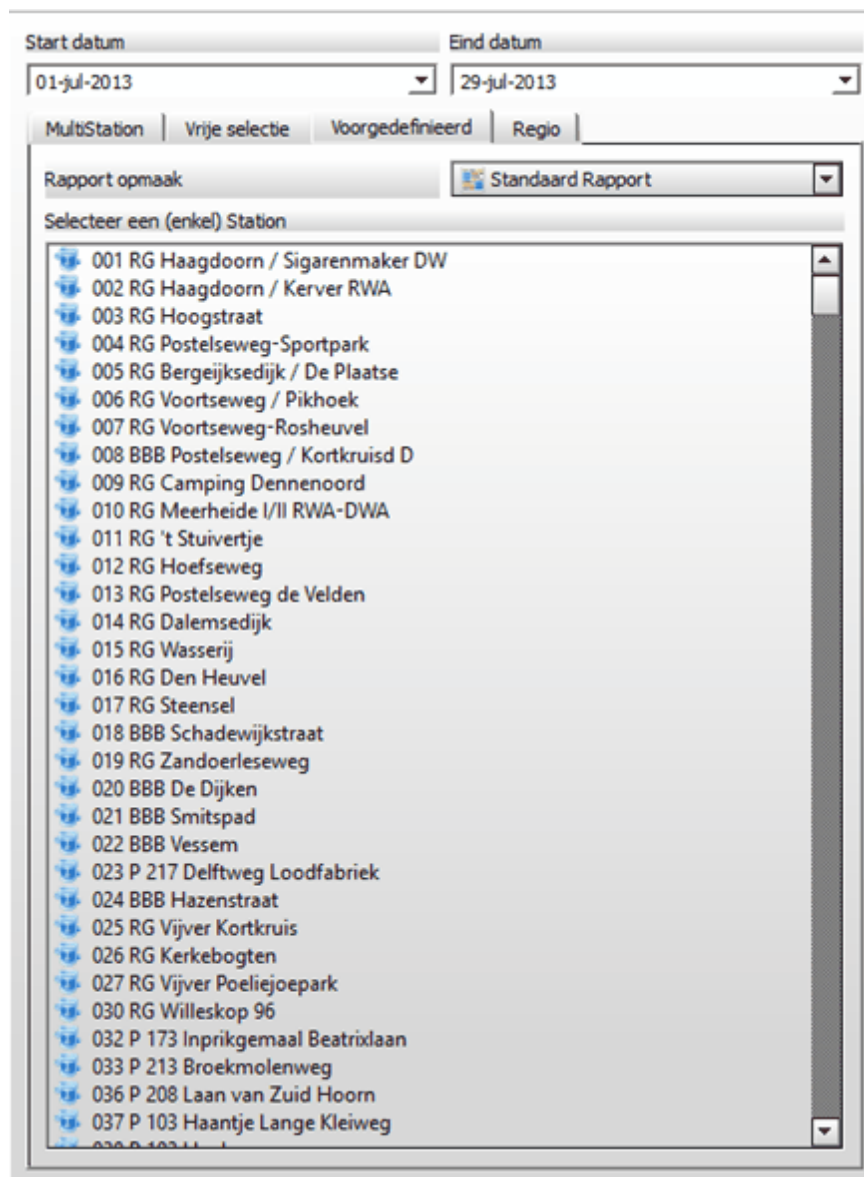 Start datum Eind datum
01-jul-2013 29-jul-2013
MultiStation Vrije selectie Voorgedefinieerd Regio
Rapport opmaak Standaard Rapport
Selecteer een (enkel) Station
001 RG Haagdoorn / Sigarenmaker DW
002 RG Haagdoorn / Kerver RWA
003 RG Hoogstraat
004 RG Postelseweg-Sportpark
005 RG Bergeijksedijk / De Plaatse
006 RG Voortseweg / Pikhoek
007 RG Voortseweg-Rosheuvel
008 BBB Postelseweg / Kortkruisd D
009 RG Camping Dennenoord
010 RG Meerheide I/II RWA-DWA
011 RG 't Stuivertje
012 RG Hoefseweg
013 RG Postelseweg de Velden
014 RG Dalemsedijk
015 RG Wasserij
016 RG Den Heuvel
017 RG Steensel
018 BBB Schadewijkstraat
019 RG Zandoerleseweg
020 BBB De Dijken
021 BBB Smitspad
022 BBB Vessem
023 P 217 Delftweg Loodfabriek
024 BBB Hazenstraat
025 RG Vijver Kortkruis
026 RG Kerkebogten
027 RG Vijver Poeliejoepark
030 RG Willeskop 96
032 P 173 Inprikgemaal Beatrixlaan
033 P 213 Broekmolenweg
036 P 208 Laan van Zuid Hoorn
037 P 103 Haantje Lange Kleiweg